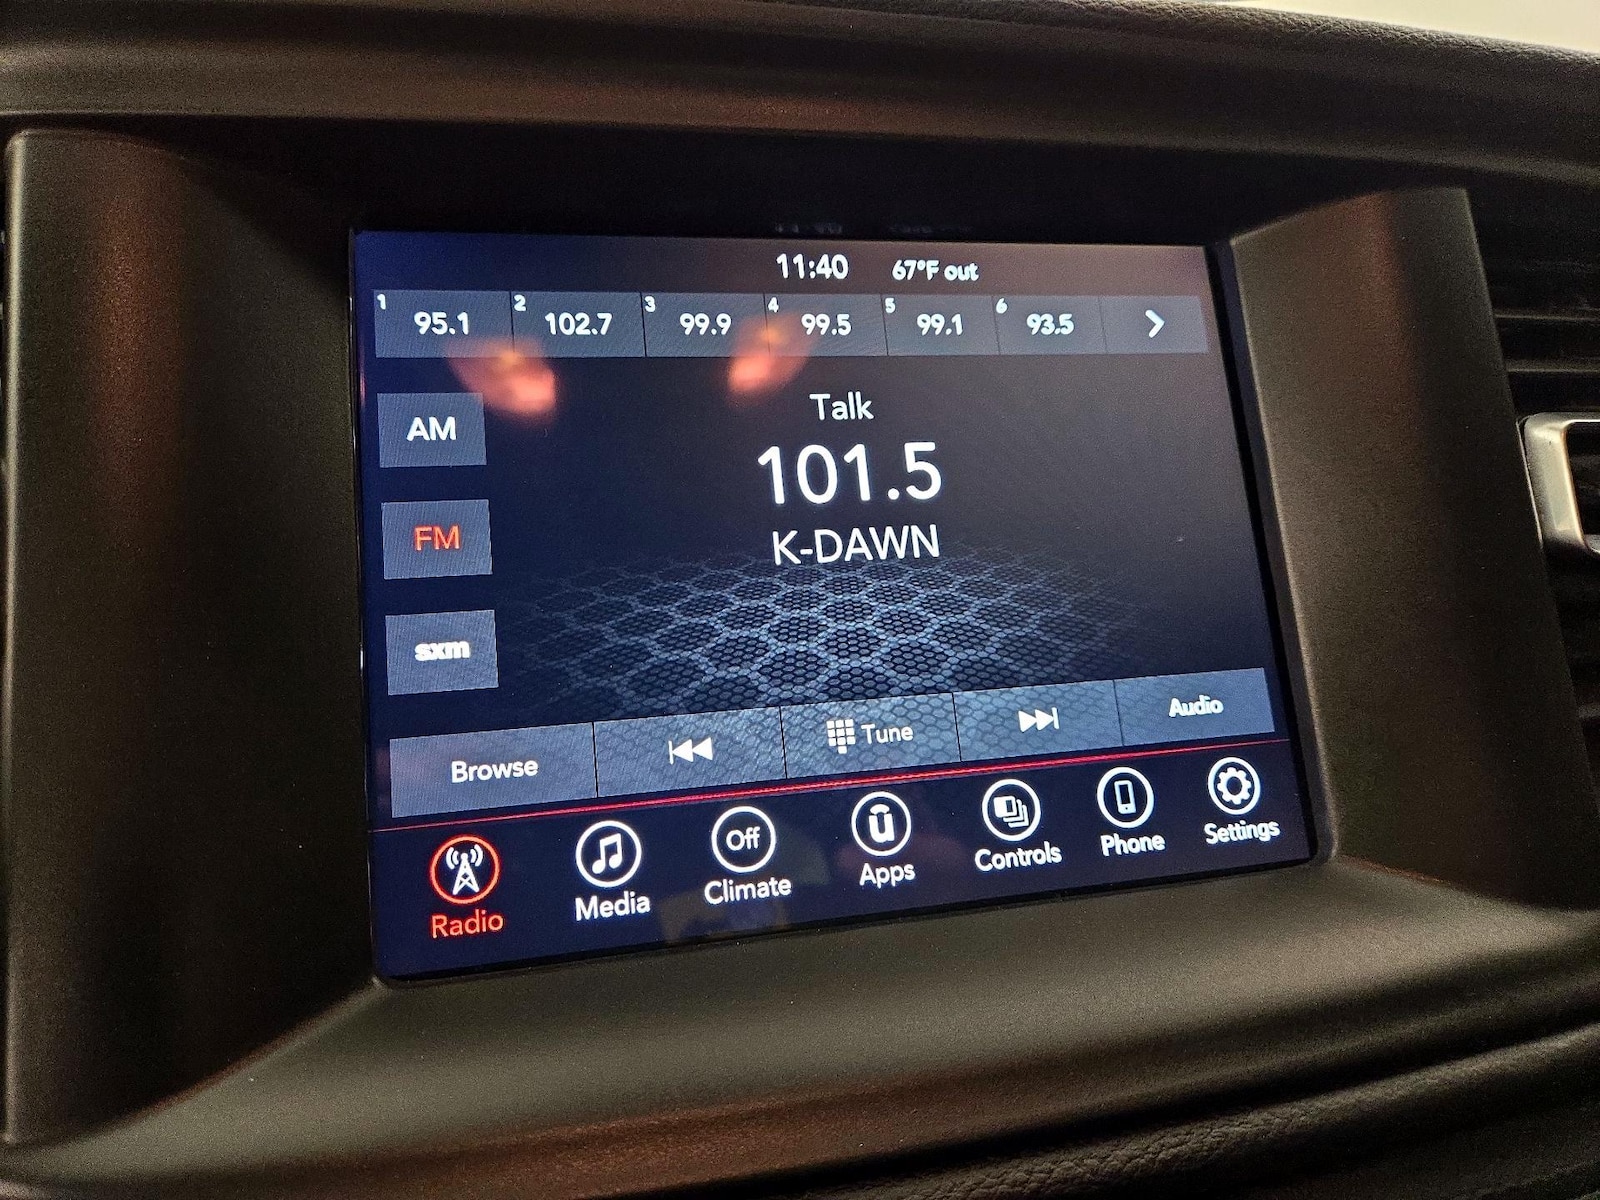 11:40 67°F out
1 95.1 2 102.7 3 99.9 4 99.5 5 99.1 6 93.5
AM
Talk
101.5
FM
K-DAWN
sxm
Browse Tune Audio
Off
Radio Media Climate Apps Controls Phone Settings